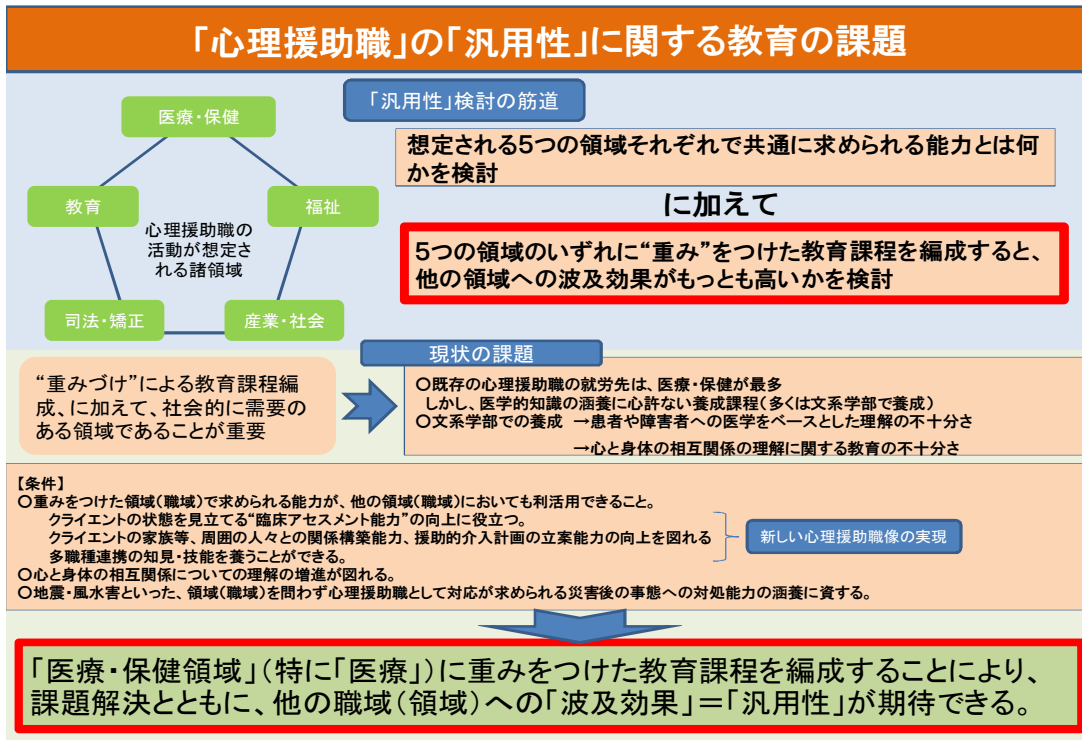 「心理援助職」の「汎用性」に関する教育の課題
「汎用性」検討の筋道
医療・保健
教育
福祉
心理援助職の
活動が想定さ
れる諸領域
司法・矯正
産業・社会
想定される5つの領域それぞれで共通に求められる能力とは何
かを検討
に加えて
5つの領域のいずれに“重み”をつけた教育課程を編成すると、
他の領域への波及効果がもっとも高いかを検討
現状の課題
“重みづけ”による教育課程編
成、に加えて、社会的に需要の
ある領域であることが重要
○既存の心理援助職の就労先は、医療・保健が最多
しかし、医学的知識の涵養に心許ない養成課程(多くは文系学部で養成)
○文系学部での養成 →患者や障害者への医学をベースとした理解の不十分さ
→心と身体の相互関係の理解に関する教育の不十分さ
【条件】
○重みをつけた領域(職域)で求められる能力が、他の領域(職域)においても利活用できること。
クライエントの状態を見立てる“臨床アセスメント能力”の向上に役立つ。
クライエントの家族等、周囲の人々との関係構築能力、援助的介入計画の立案能力の向上を図れる
多職種連携の知見・技能を養うことができる。
新しい心理援助職像の実現
○心と身体の相互関係についての理解の増進が図れる。
○地震・風水害といった、領域(職域)を問わず心理援助職として対応が求められる災害後の事態への対処能力の涵養に資する。
「医療・保健領域」(特に「医療」)に重みをつけた教育課程を編成することにより、
課題解決とともに、他の職域(領域)への「波及効果」=「汎用性」が期待できる。